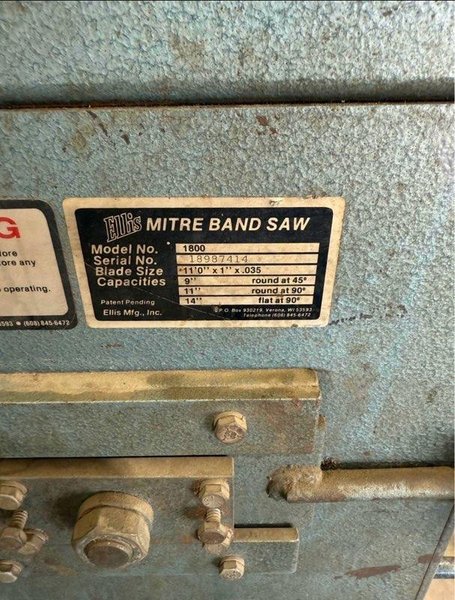 G
ore
ore any
operating.
593 • (608) 845-6472
Ellis MITRE BAND SAW
Model No. 1800
Serial No. 18987414
Blade Size 11'0" x 1" x .035
Capacities 9" round at 45°
11" round at 90°
14" flat at 90°
Patent Pending
Ellis Mfg., Inc.
P.O. Box 930219, Verona, WI 53593
Telephone (608) 845-6472